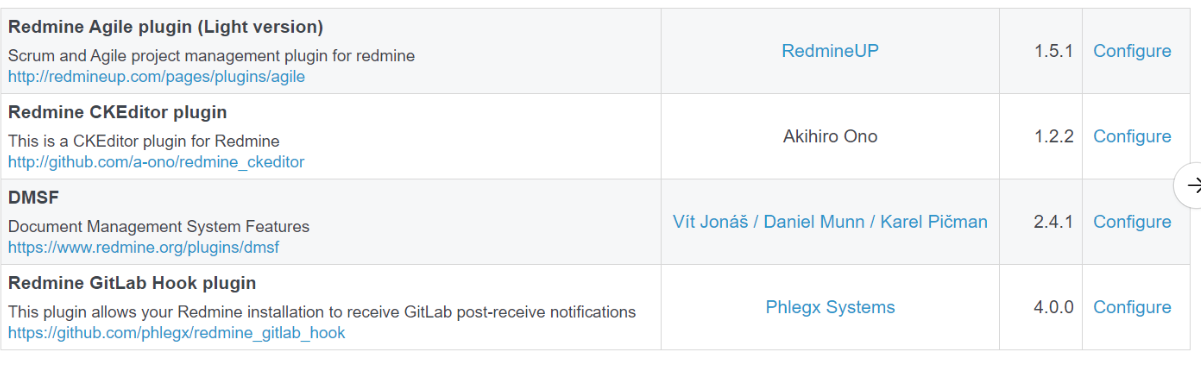 Redmine Agile plugin (Light version)
Scrum and Agile project management plugin for redmine
http://redmineup.com/pages/plugins/agile
RedmineUP
1.5.1
Configure
Redmine CKEditor plugin
This is a CKEditor plugin for Redmine
http://github.com/a-ono/redmine_ckeditor
Akihiro Ono
1.2.2
Configure
DMSF
Document Management System Features
https://www.redmine.org/plugins/dmsf
Vít Jonáš / Daniel Munn / Karel Pičman
2.4.1
Configure
Redmine GitLab Hook plugin
This plugin allows your Redmine installation to receive GitLab post-receive notifications
https://github.com/phlegx/redmine_gitlab_hook
Phlegx Systems
4.0.0
Configure